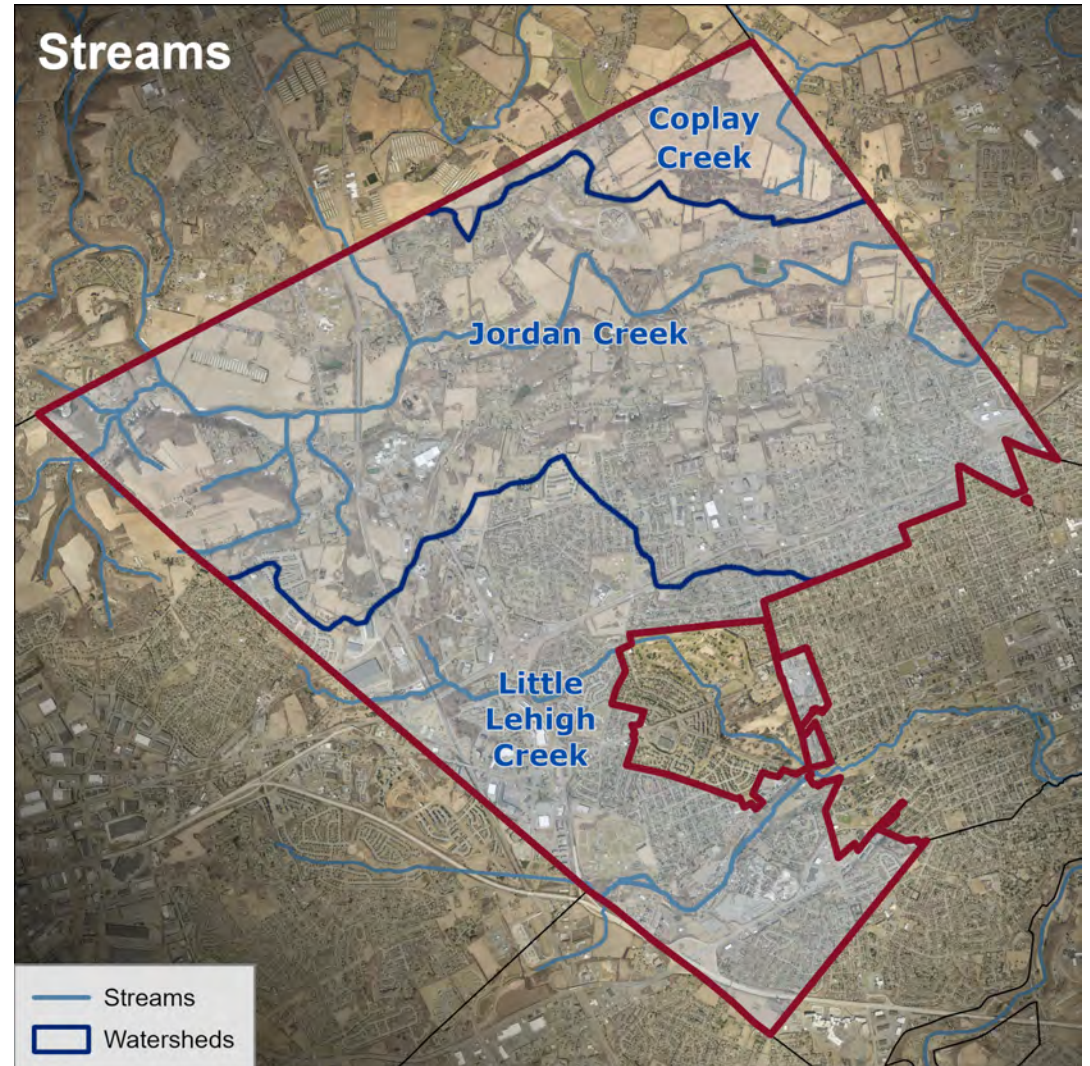 Streams
Coplay
Creek
Jordan Creek
Little
Lehigh
Creek
Streams
Watersheds